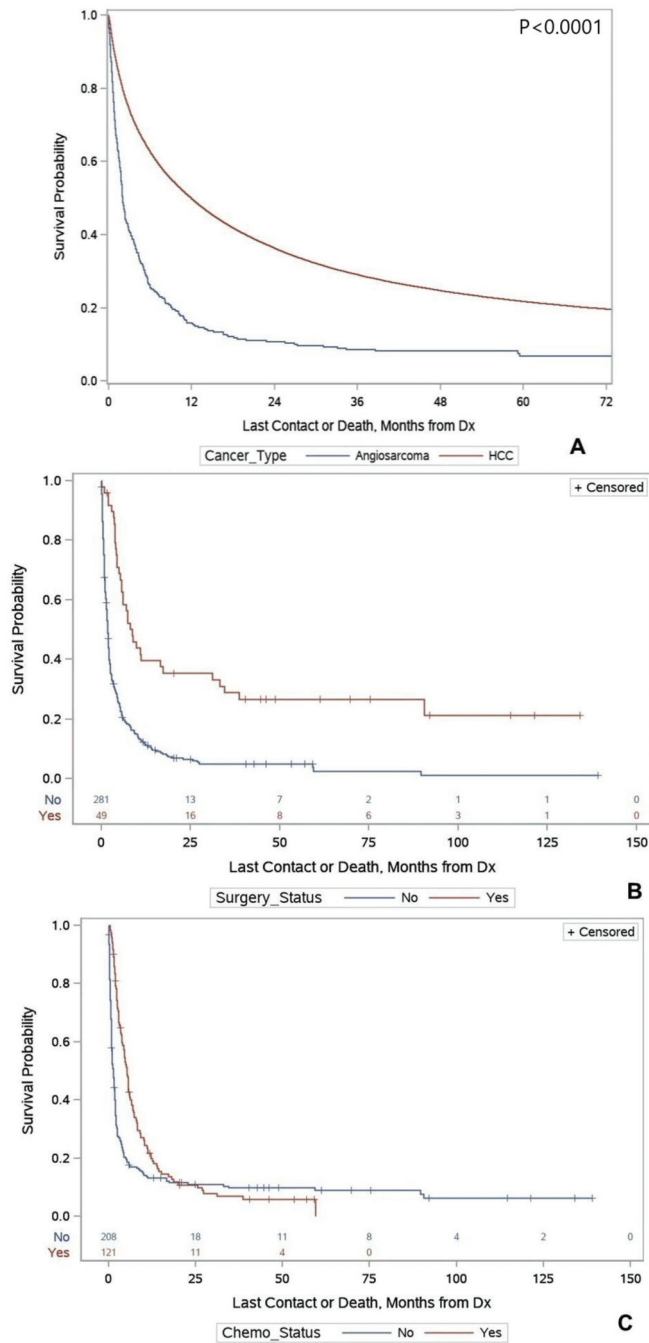 P<0.0001
1.0
0.8
0.6
0.4
0.2
0.0
Survival Probability
0 12 24 36 48 60 72
Last Contact or Death, Months from Dx
Cancer_Type Angiosarcoma HCC
A
+ Censored
1.0
0.8
0.6
0.4
0.2
0.0
Survival Probability
No 281 13 7 2 1 1 0
Yes 49 16 8 6 3 1 0
0 25 50 75 100 125 150
Last Contact or Death, Months from Dx
Surgery_Status No Yes
B
+ Censored
1.0
0.8
0.6
0.4
0.2
0.0
Survival Probability
No 208 18 11 8 4 2 0
Yes 121 11 4 0
0 25 50 75 100 125 150
Last Contact or Death, Months from Dx
Chemo_Status No Yes
C